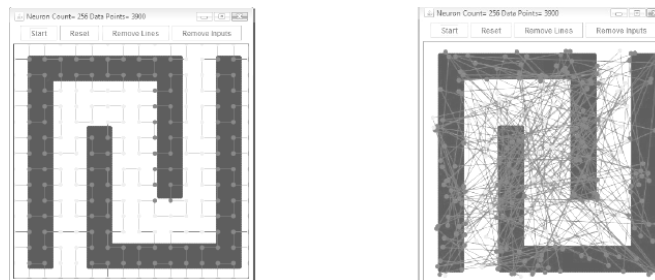 Neuron Count= 256 Data Points= 3900
Start Reset Remove Lines Remove Inputs
Neuron Count= 256 Data Points= 3900
Start Reset Remove Lines Remove Inputs